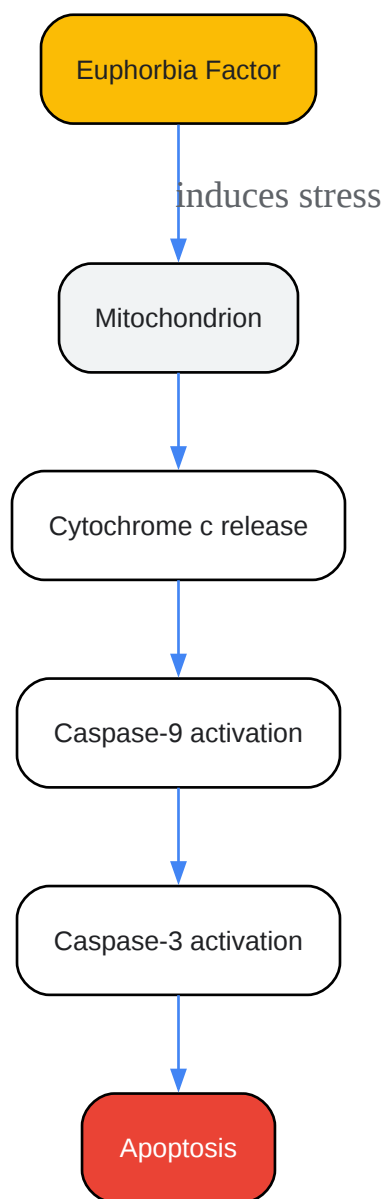 Euphorbia Factor
induces stress
Mitochondrion
Cytochrome c release
Caspase-9 activation
Caspase-3 activation
Apoptosis